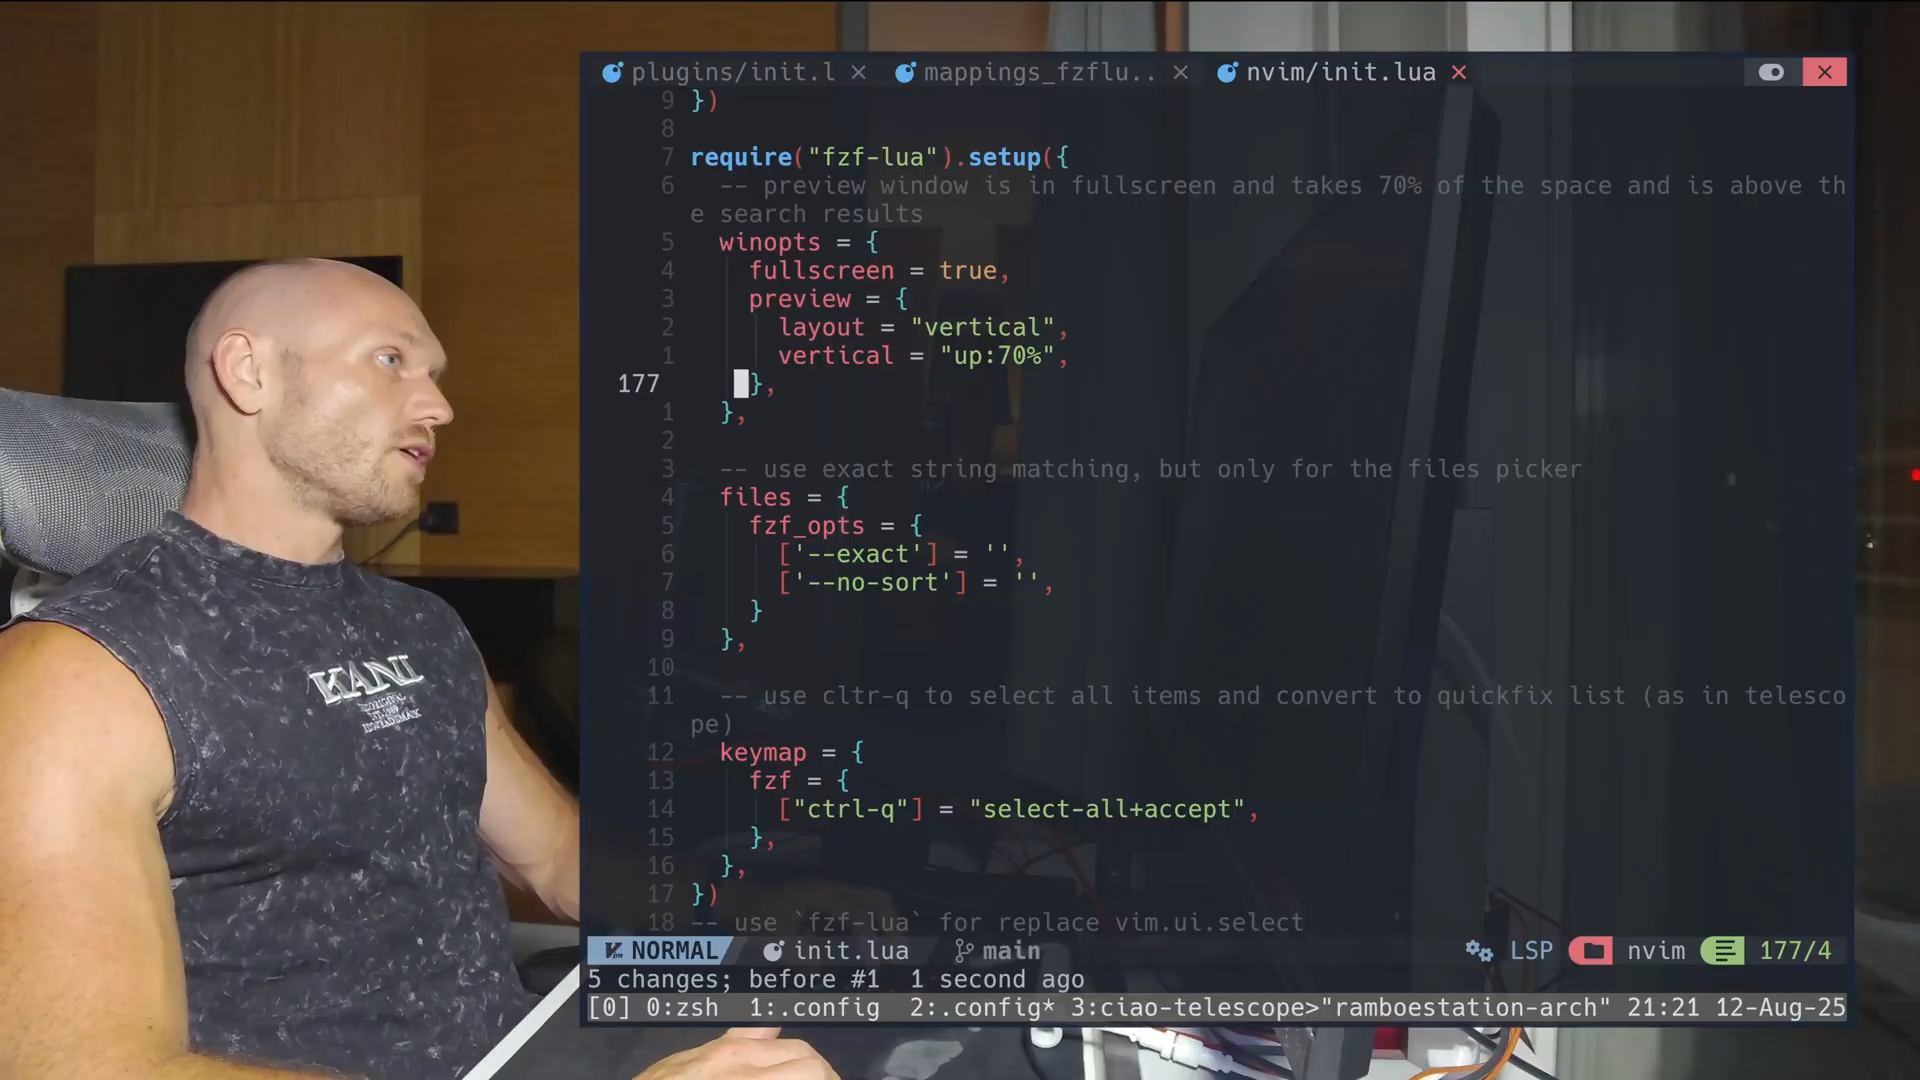 plugins/init.l × mappings_fzflu.. × nvim/init.lua ×
9 })
8
7 require("fzf-lua").setup({
6 -- preview window is in fullscreen and takes 70% of the space and is above th
e search results
5 winopts = {
4 fullscreen = true,
3 preview = {
2 layout = "vertical",
1 vertical = "up:70%",
177 },
1 },
2
3 -- use exact string matching, but only for the files picker
4 files = {
5 fzf_opts = {
6 ['--exact'] = '',
7 ['--no-sort'] = '',
8 }
9 },
10
11 -- use cltr-q to select all items and convert to quickfix list (as in telesco
pe)
12 keymap = {
13 fzf = {
14 ["ctrl-q"] = "select-all+accept",
15 },
16 },
17 })
18 -- use `fzf-lua` for replace vim.ui.select
NORMAL init.lua main LSP nvim 177/4
5 changes; before #1 1 second ago
[0] 0:zsh 1:.config 2:.config* 3:ciao-telescope>"ramboestation-arch" 21:21 12-Aug-25
KANI